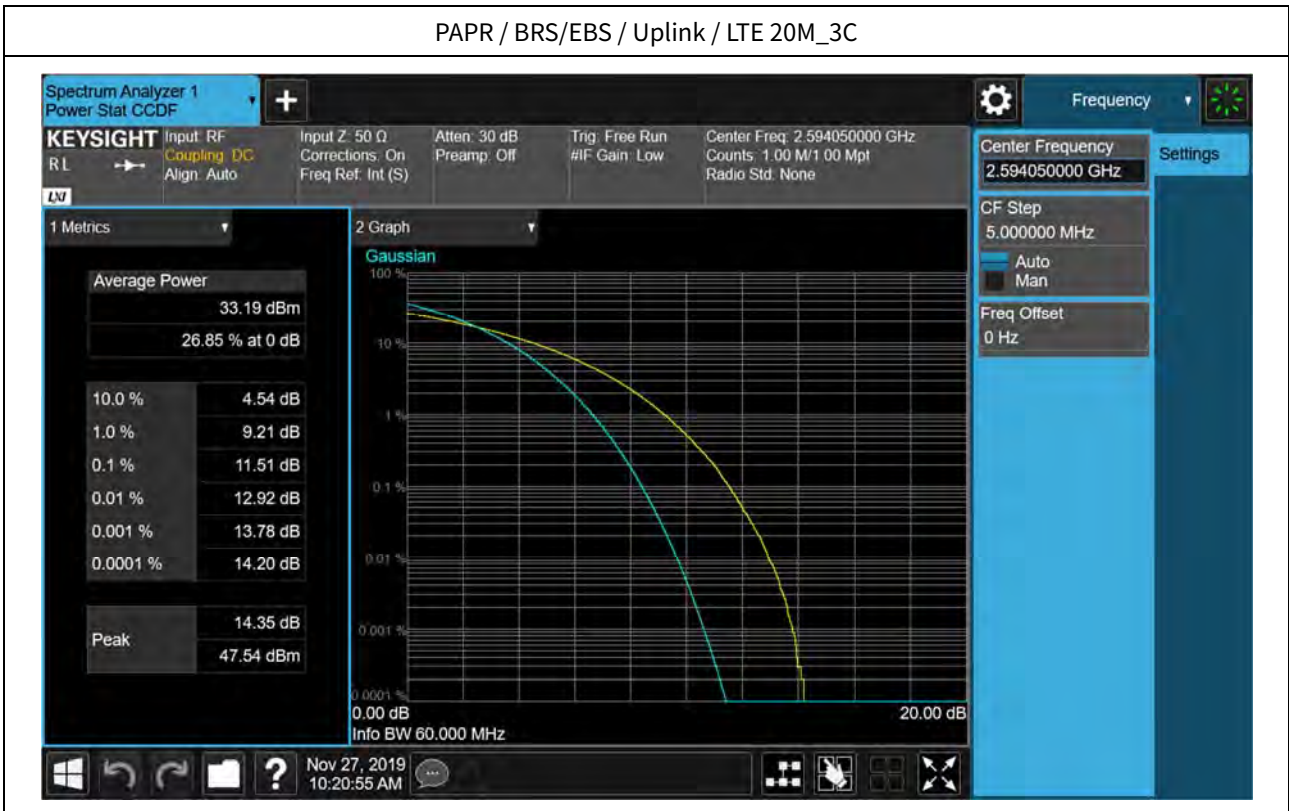 PAPR / BRS/EBS / Uplink / LTE 20M_3C
Spectrum Analyzer 1
Power Stat CCDF
+
Frequency
KEYSIGHT
R L
LXI
Input: RF
Coupling: DC
Align: Auto
Input Z: 50 Ω
Corrections: On
Freq Ref: Int (S)
Atten: 30 dB
Preamp: Off
Trig: Free Run
#IF Gain: Low
Center Freq: 2.594050000 GHz
Counts: 1.00 M/1.00 Mpt
Radio Std: None
Center Frequency
2.594050000 GHz
Settings
CF Step
5.000000 MHz
Auto
Man
Freq Offset
0 Hz
1 Metrics
Average Power
33.19 dBm
26.85 % at 0 dB
10.0 % 4.54 dB
1.0 % 9.21 dB
0.1 % 11.51 dB
0.01 % 12.92 dB
0.001 % 13.78 dB
0.0001 % 14.20 dB
Peak
14.35 dB
47.54 dBm
2 Graph
Gaussian
100 %
10 %
1 %
0.1 %
0.01 %
0.001 %
0.0001 %
0.00 dB 20.00 dB
Info BW 60.000 MHz
?
Nov 27, 2019
10:20:55 AM